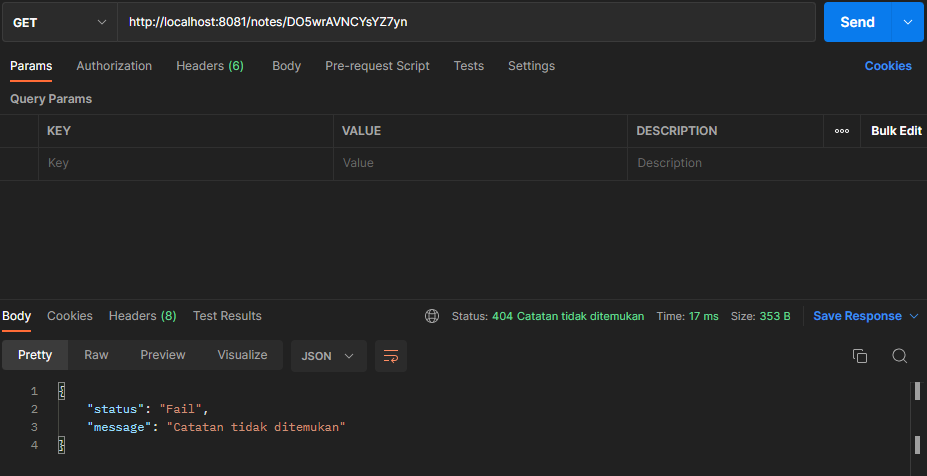 GET http://localhost:8081/notes/DO5wrAVNCYsYZ7yn Send
Params Authorization Headers (6) Body Pre-request Script Tests Settings Cookies
Query Params
KEY VALUE DESCRIPTION ooo Bulk Edit
Key Value Description
Body Cookies Headers (8) Test Results Status: 404 Catatan tidak ditemukan Time: 17 ms Size: 353 B Save Response
Pretty Raw Preview Visualize JSON
1 {
2 "status": "Fail",
3 "message": "Catatan tidak ditemukan"
4 }